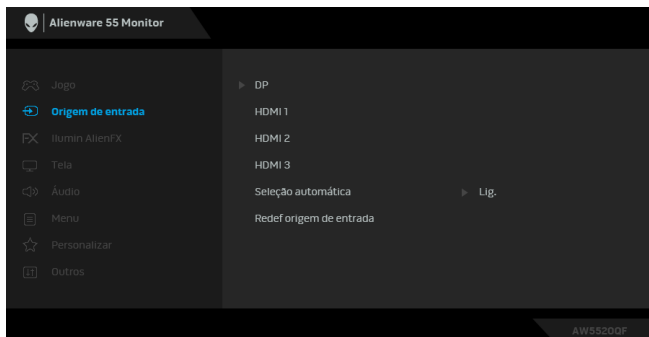 Alienware 55 Monitor
Jogo
DP
Origem de entrada
HDMI 1
FX
Ilumin AlienFX
HDMI 2
Tela
HDMI 3
Áudio
Seleção automática
Lig.
Menu
Redef origem de entrada
Personalizar
Outros
AW5520QF